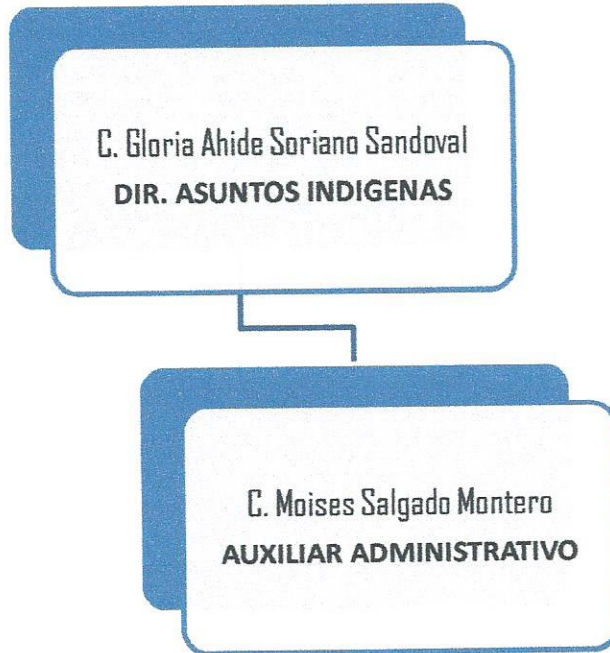 C. Gloria Ahide Soriano Sandoval
DIR. ASUNTOS INDIGENAS
C. Moises Salgado Montero
AUXILIAR ADMINISTRATIVO